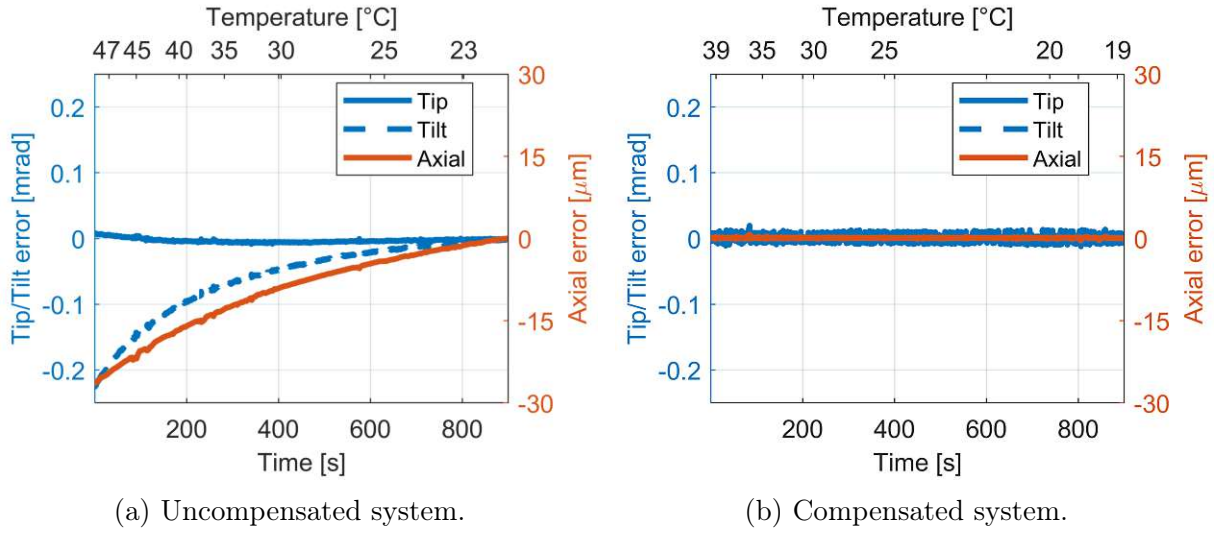 Temperature [°C]
47 45 40 35 30 25 23
0.2
0.1
0
-0.1
-0.2
Tip/Tilt error [mrad]
Tip
Tilt
Axial
30
15
0
-15
-30
Axial error [μm]
200 400 600 800
Time [s]
(a) Uncompensated system.
Temperature [°C]
39 35 30 25 20 19
0.2
0.1
0
-0.1
-0.2
Tip/Tilt error [mrad]
Tip
Tilt
Axial
30
15
0
-15
-30
Axial error [μm]
200 400 600 800
Time [s]
(b) Compensated system.